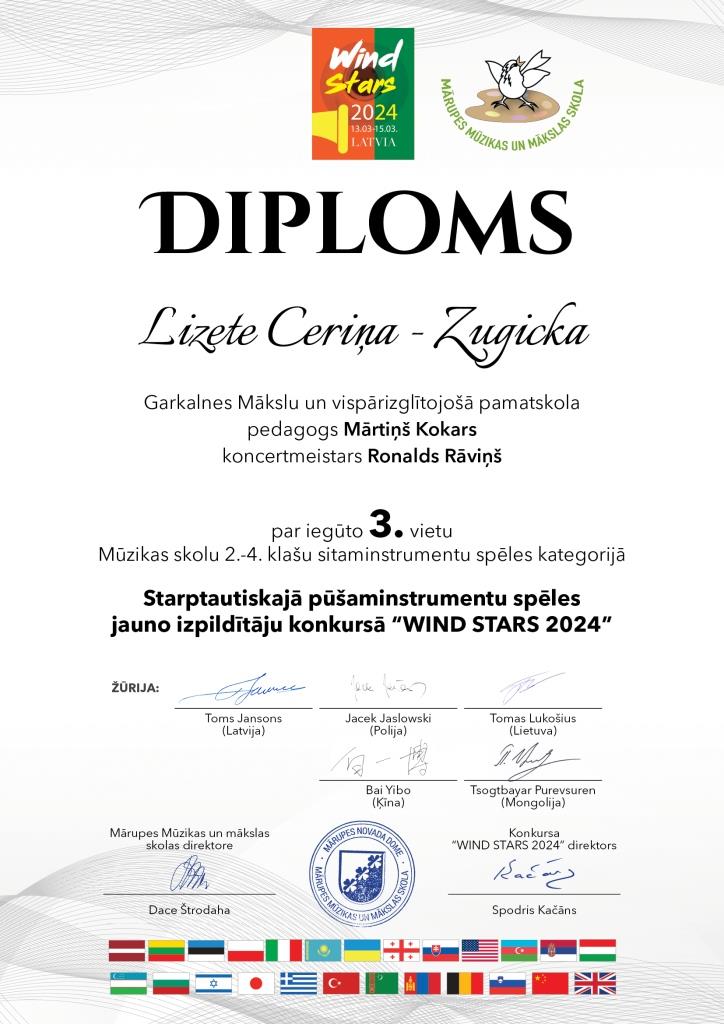 Wind
Stars
2024
13.03-15.03.
LATVIA
MĀRUPES MŪZIKAS UN MĀKSLAS SKOLA
DIPLOMS
Lizete Ceriņa - Zugicka
Garkalnes Mākslu un vispārizglītojošā pamatskola
pedagogs Mārtiņš Kokars
koncertmeistars Ronalds Rāviņš
par iegūto 3. vietu
Mūzikas skolu 2.-4. klašu sitaminstrumentu spēles kategorijā
Starptautiskajā pūšaminstrumentu spēles
jauno izpildītāju konkursā “WIND STARS 2024”
ŽŪRIJA:
Toms Jansons
(Latvija)
Jacek Jaslowski
(Polija)
Tomas Lukošius
(Lietuva)
Bai Yibo
(Ķīna)
Tsogtbayar Purevsuren
(Mongolija)
Mārupes Mūzikas un mākslas
skolas direktore
Dace Štrodaha
MĀRUPES NOVADA DOME
MĀRUPES MŪZIKAS UN MĀKSLAS SKOLA
Konkursa
“WIND STARS 2024” direktors
Spodris Kačāns